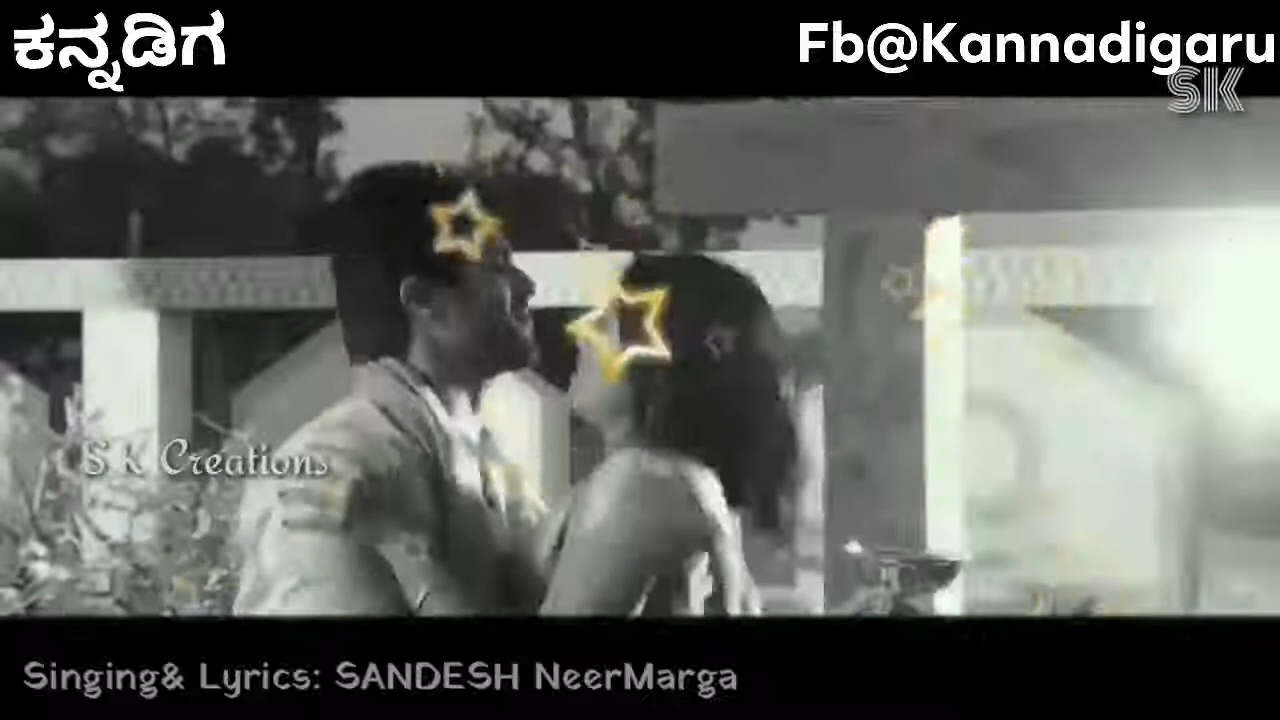 ಕನ್ನಡಿಗ
Fb@Kannadigaru
SK
S K Creations
Singing& Lyrics: SANDESH NeerMarga